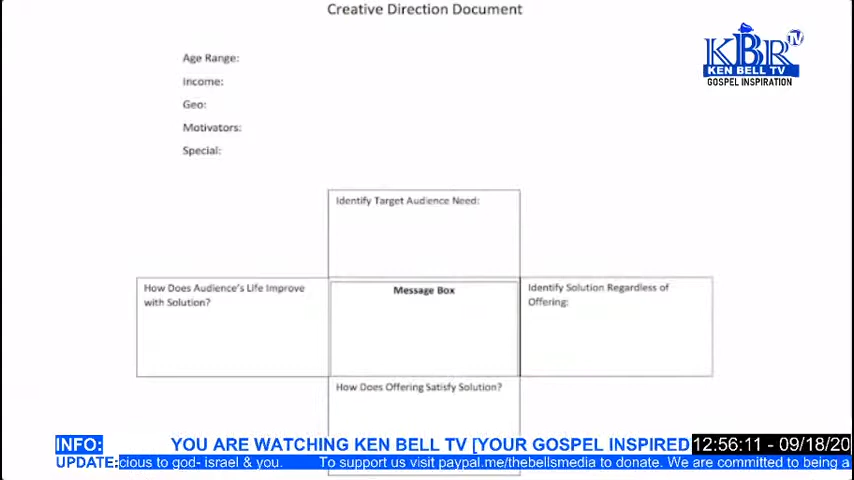 Creative Direction Document
KBR TV
KEN BELL TV
GOSPEL INSPIRATION
Age Range:
Income:
Geo:
Motivators:
Special:
Identify Target Audience Need:
How Does Audience's Life Improve
with Solution?
Message Box
Identify Solution Regardless of
Offering:
How Does Offering Satisfy Solution?
INFO: YOU ARE WATCHING KEN BELL TV [YOUR GOSPEL INSPIRED 12:56:11 - 09/18/20
UPDATE: cious to god- israel & you. To support us visit paypal.me/thebellsmedia to donate. We are committed to being a